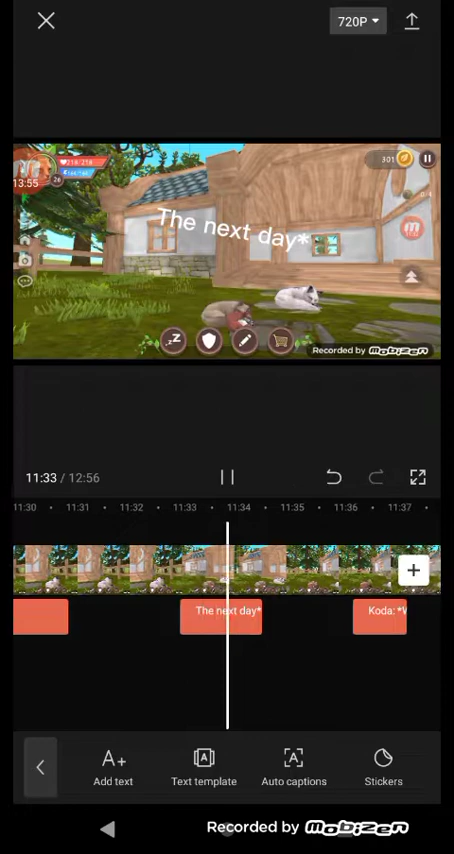 720P
218/218
26
13:55
301
The next day*
Recorded by MOBIZEN
11:33 / 12:56
11:30 11:31 11:32 11:33 11:34 11:35 11:36 11:37
The next day*
Koda: *
Add text
Text template
Auto captions
Stickers
Recorded by MOBIZEN